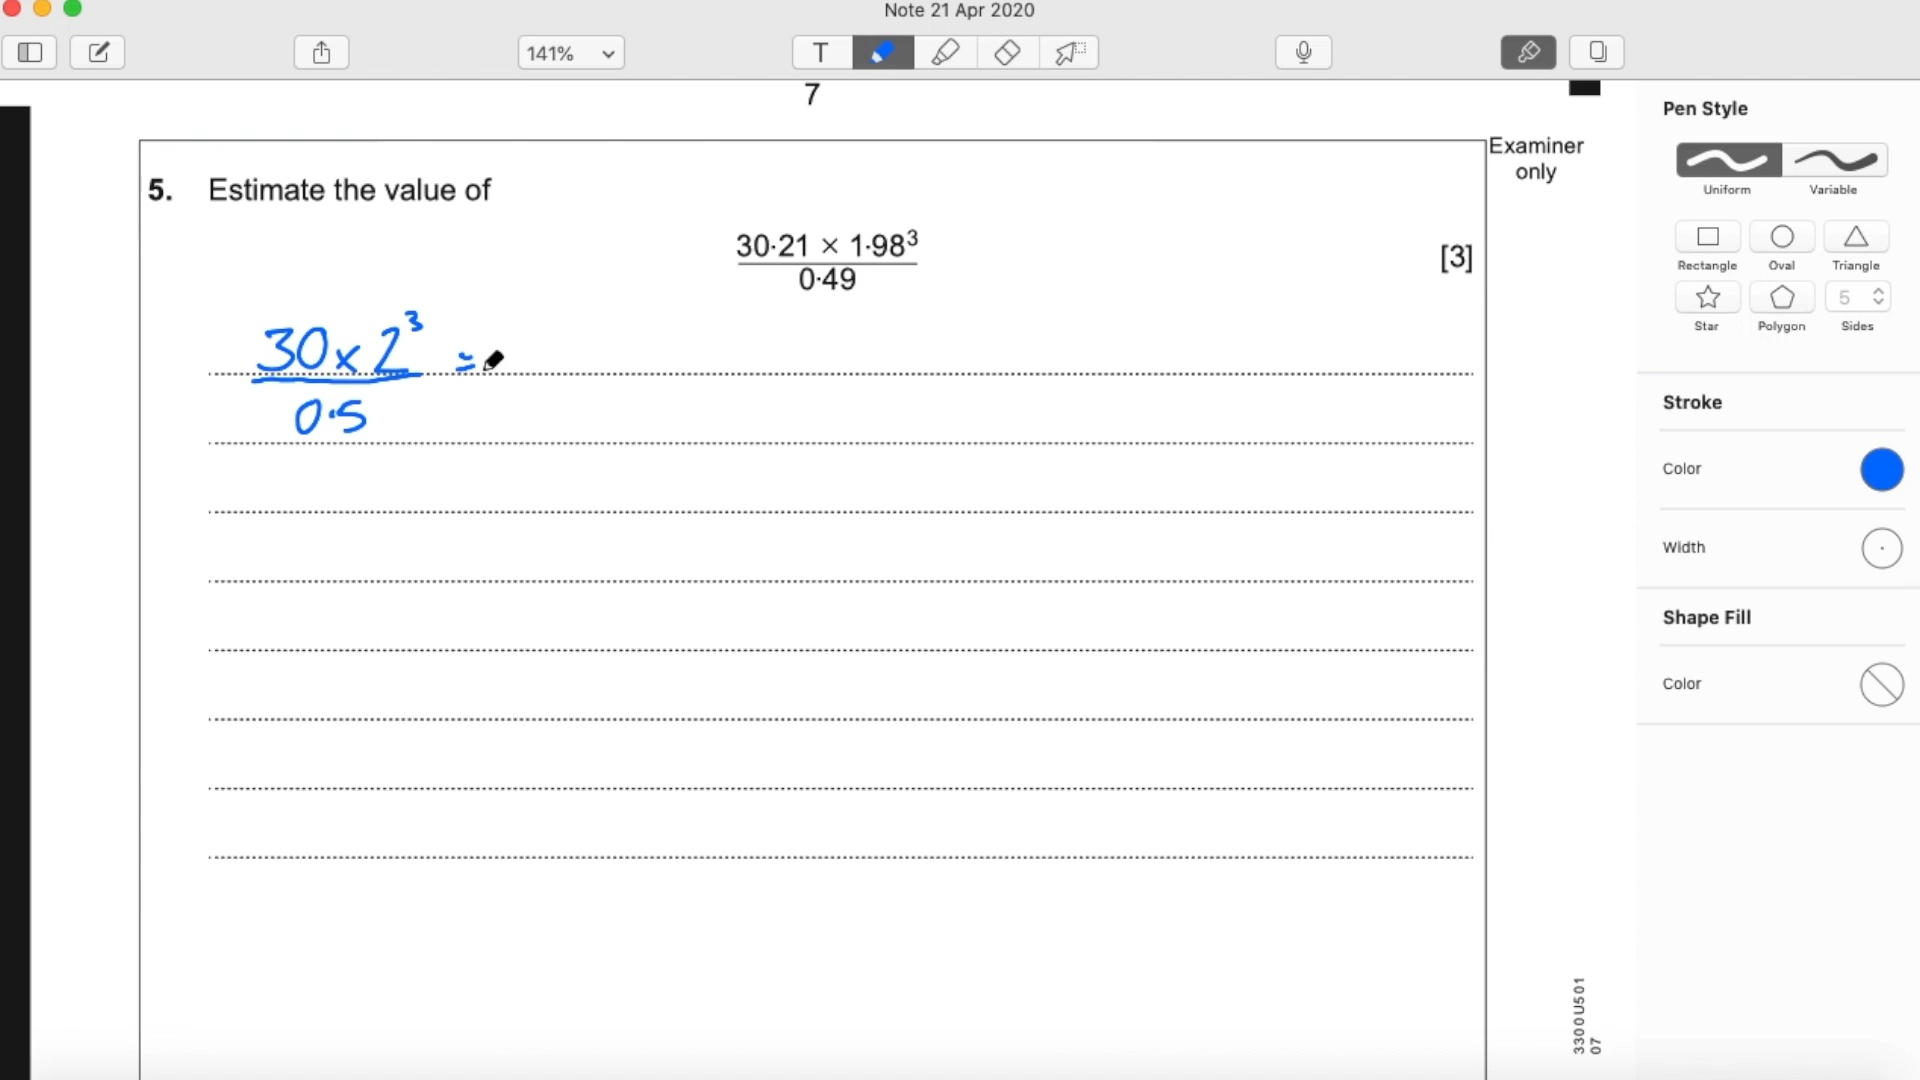 Note 21 Apr 2020
141%
T
7
Examiner
only
5. Estimate the value of
30·21 × 1·98³
0·49
[3]
30 x 2³ =
0·5
3300U501
07
Pen Style
Uniform
Variable
Rectangle
Oval
Triangle
5
Star
Polygon
Sides
Stroke
Color
Width
Shape Fill
Color